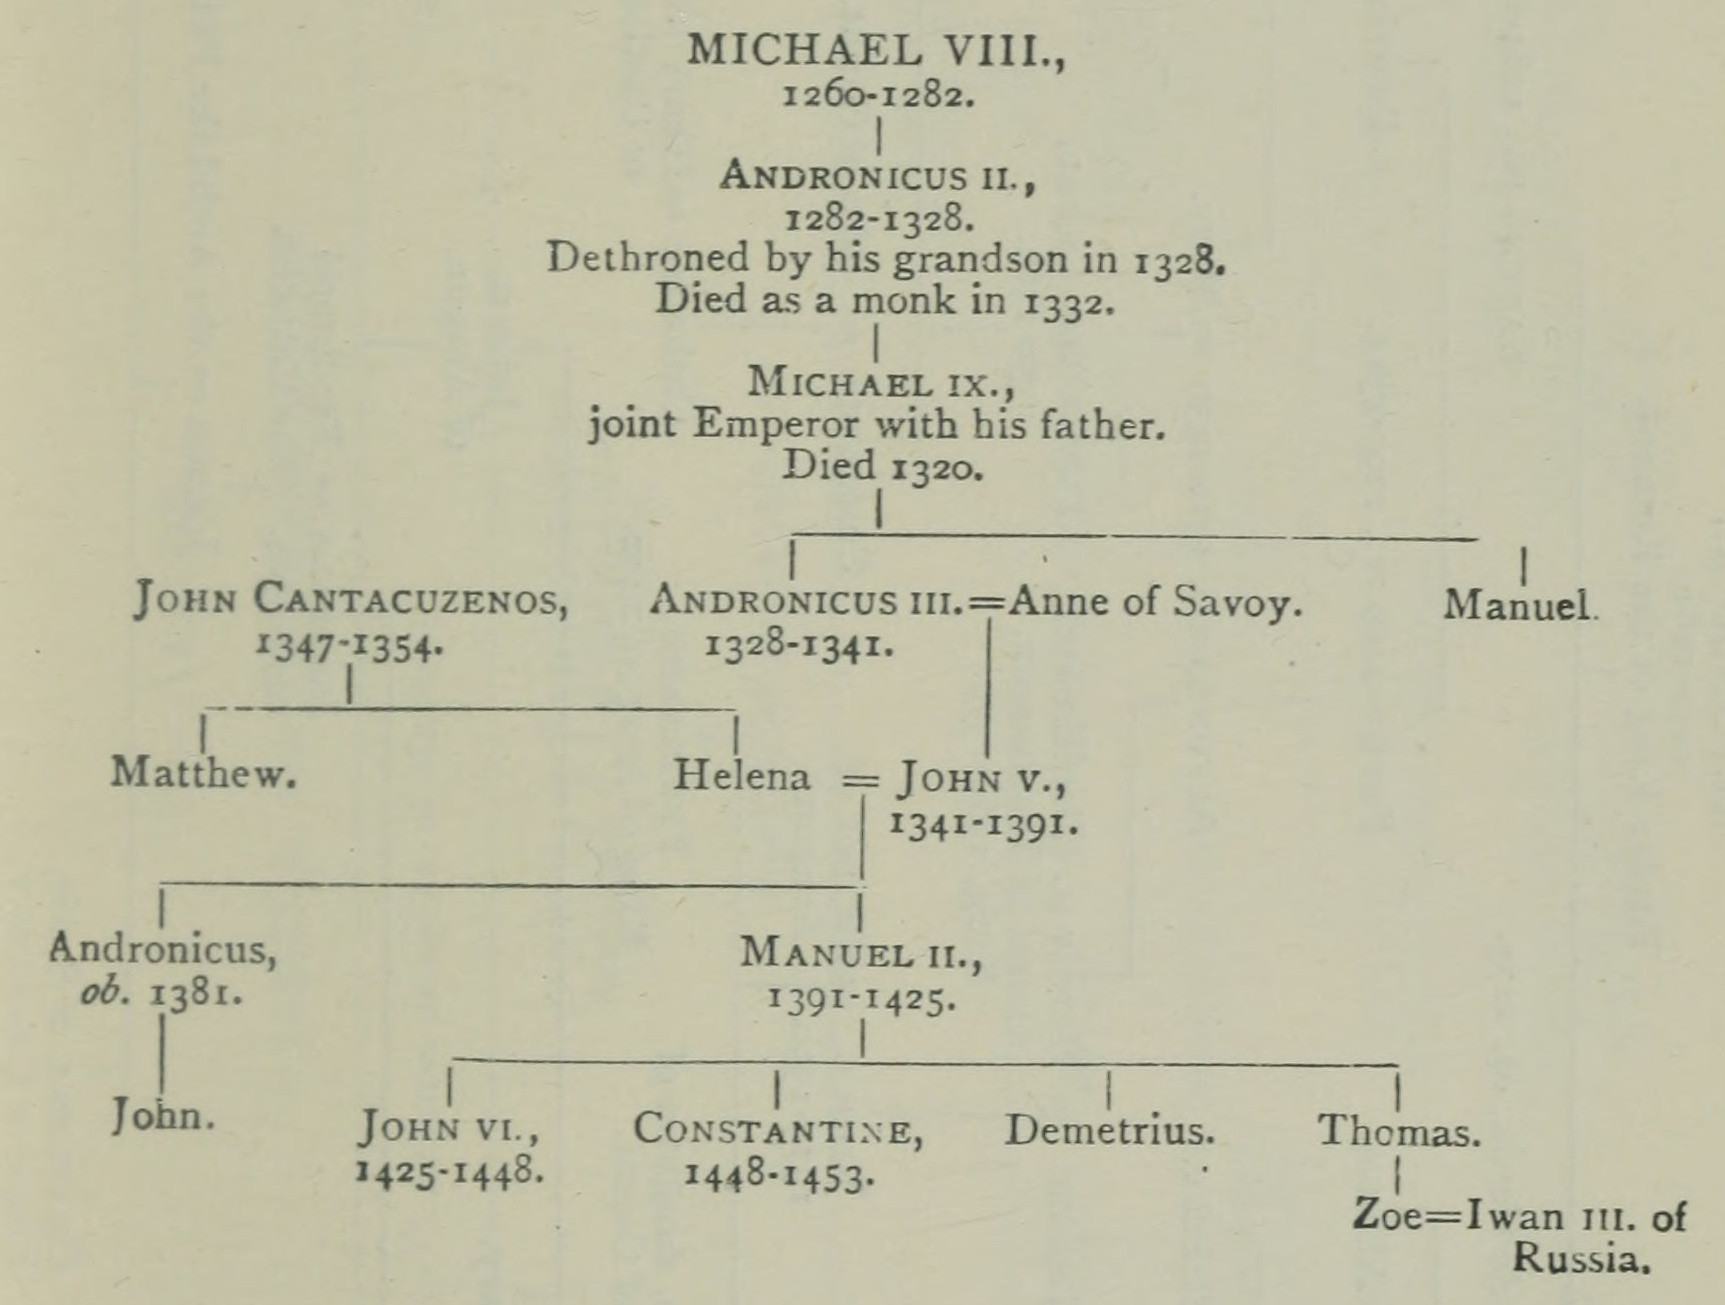 MICHAEL VIII.,
1260-1282.
ANDRONICUS II.,
1282-1328.
Dethroned by his grandson in 1328.
Died as a monk in 1332.
MICHAEL IX.,
joint Emperor with his father.
Died 1320.
JOHN CANTACUZENOS,
1347-1354.
ANDRONICUS III.=Anne of Savoy.
1328-1341.
Manuel.
Matthew.
Helena = JOHN V.,
1341-1391.
Andronicus,
ob. 1381.
MANUEL II.,
1391-1425.
John.
JOHN VI.,
1425-1448.
CONSTANTINE,
1448-1453.
Demetrius.
Thomas.
Zoe=Iwan III. of
Russia.